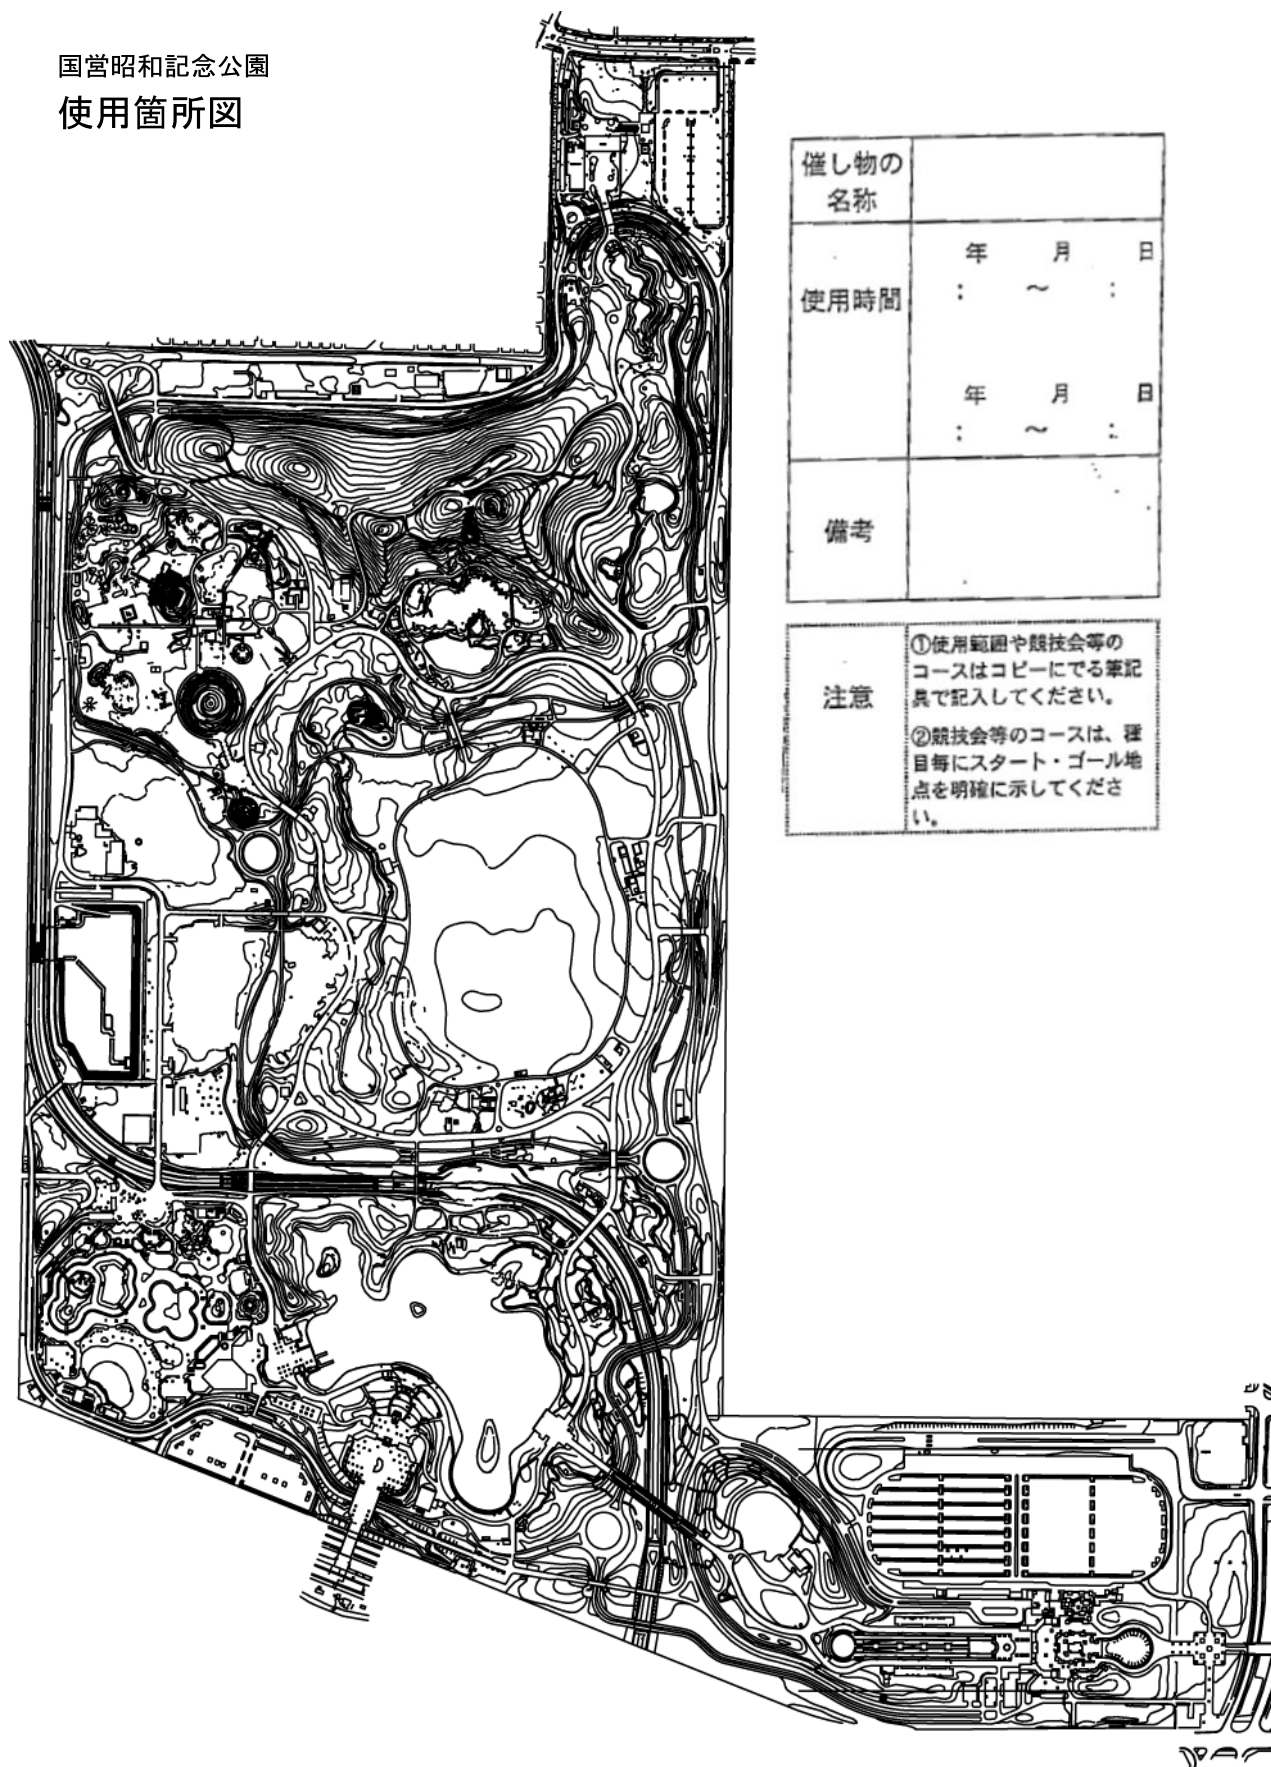 国営昭和記念公園
使用箇所図
催し物の
名称
年 月 日
使用時間
： ～ ：
年 月 日
： ～ ：
備考
注意
①使用範囲や競技会等の
コースはコピーにでる筆記
具で記入してください。
②競技会等のコースは、種
目毎にスタート・ゴール地
点を明確に示してくださ
い。